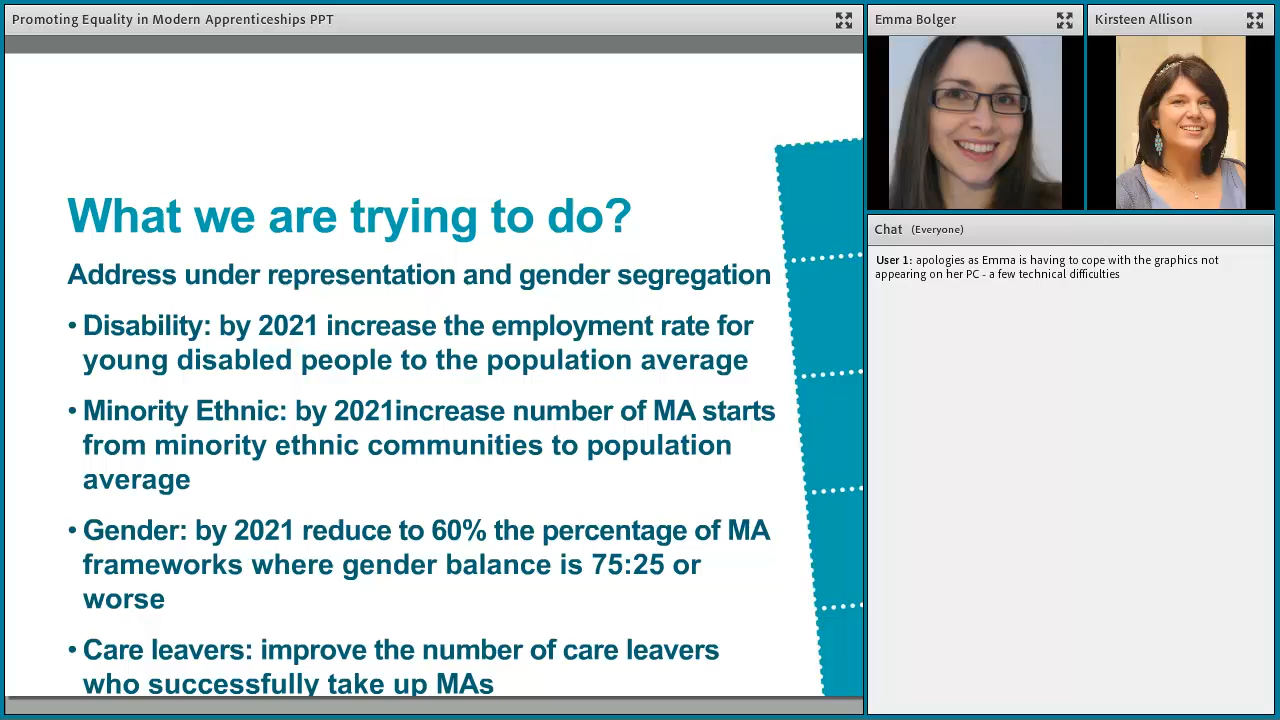 Promoting Equality in Modern Apprenticeships PPT
Emma Bolger
Kirsteen Allison
What we are trying to do?
Address under representation and gender segregation
• Disability: by 2021 increase the employment rate for
young disabled people to the population average
• Minority Ethnic: by 2021increase number of MA starts
from minority ethnic communities to population
average
• Gender: by 2021 reduce to 60% the percentage of MA
frameworks where gender balance is 75:25 or
worse
• Care leavers: improve the number of care leavers
who successfully take up MAs
Chat (Everyone)
User 1: apologies as Emma is having to cope with the graphics not
appearing on her PC - a few technical difficulties